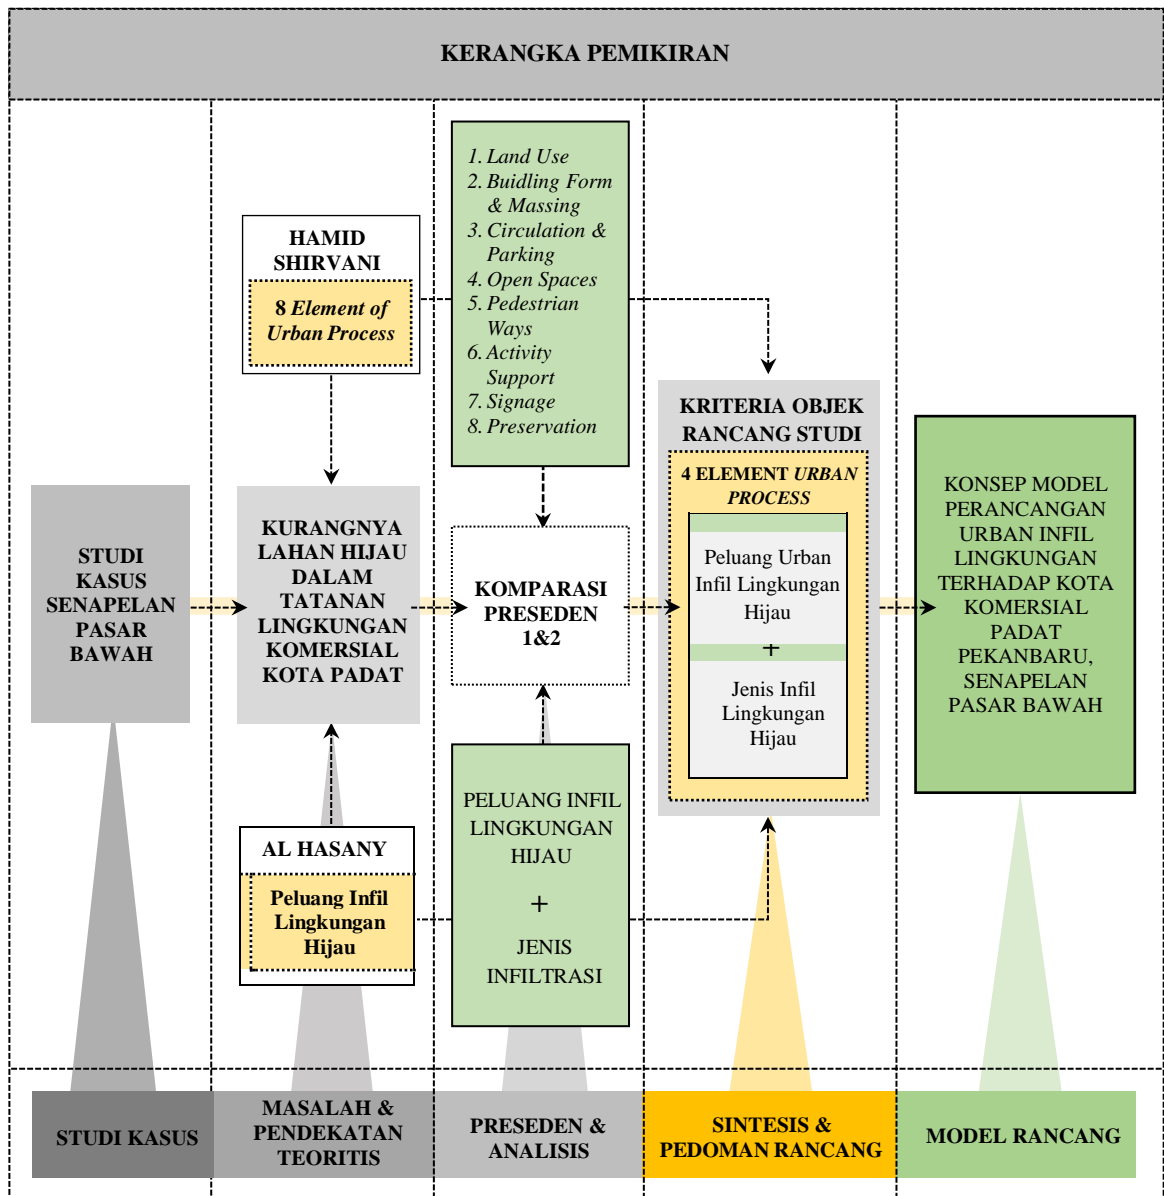 KERANGKA PEMIKIRAN
STUDI
KASUS
SENAPELAN
PASAR
BAWAH
HAMID
SHIRVANI
8 Element of
Urban Process
KURANGNYA
LAHAN HIJAU
DALAM
TATANAN
LINGKUNGAN
KOMERSIAL
KOTA PADAT
AL HASANY
Peluang Infil
Lingkungan
Hijau
1. Land Use
2. Buidling Form
& Massing
3. Circulation &
Parking
4. Open Spaces
5. Pedestrian
Ways
6. Activity
Support
7. Signage
8. Preservation
KOMPARASI
PRESEDEN
1&2
PELUANG INFIL
LINGKUNGAN
HIJAU
+
JENIS
INFILTRASI
KRITERIA OBJEK
RANCANG STUDI
4 ELEMENT URBAN
PROCESS
Peluang Urban
Infil Lingkungan
Hijau
+
Jenis Infil
Lingkungan
Hijau
KONSEP MODEL
PERANCANGAN
URBAN INFIL
LINGKUNGAN
TERHADAP KOTA
KOMERSIAL
PADAT
PEKANBARU,
SENAPELAN
PASAR BAWAH
STUDI KASUS
MASALAH &
PENDEKATAN
TEORITIS
PRESEDEN &
ANALISIS
SINTESIS &
PEDOMAN RANCANG
MODEL RANCANG